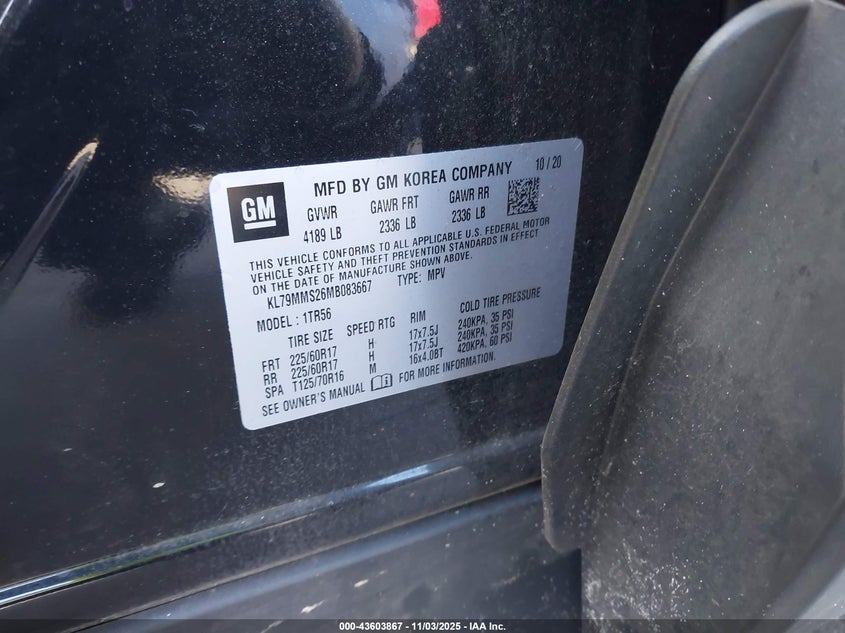 MFD BY GM KOREA COMPANY 10 / 20
GM
GVWR GAWR FRT GAWR RR
4189 LB 2336 LB 2336 LB
THIS VEHICLE CONFORMS TO ALL APPLICABLE U.S. FEDERAL MOTOR
VEHICLE SAFETY AND THEFT PREVENTION STANDARDS IN EFFECT
ON THE DATE OF MANUFACTURE SHOWN ABOVE.
KL79MMS26MB083667 TYPE: MPV
MODEL : 1TR56
TIRE SIZE SPEED RTG RIM COLD TIRE PRESSURE
FRT 225/60R17 H 17x7.5J 240KPA, 35 PSI
RR 225/60R17 H 17x7.5J 240KPA, 35 PSI
SPA T125/70R16 M 16x4.0BT 420KPA, 60 PSI
SEE OWNER'S MANUAL FOR MORE INFORMATION.
000-43603867 - 11/03/2025 - IAA Inc.